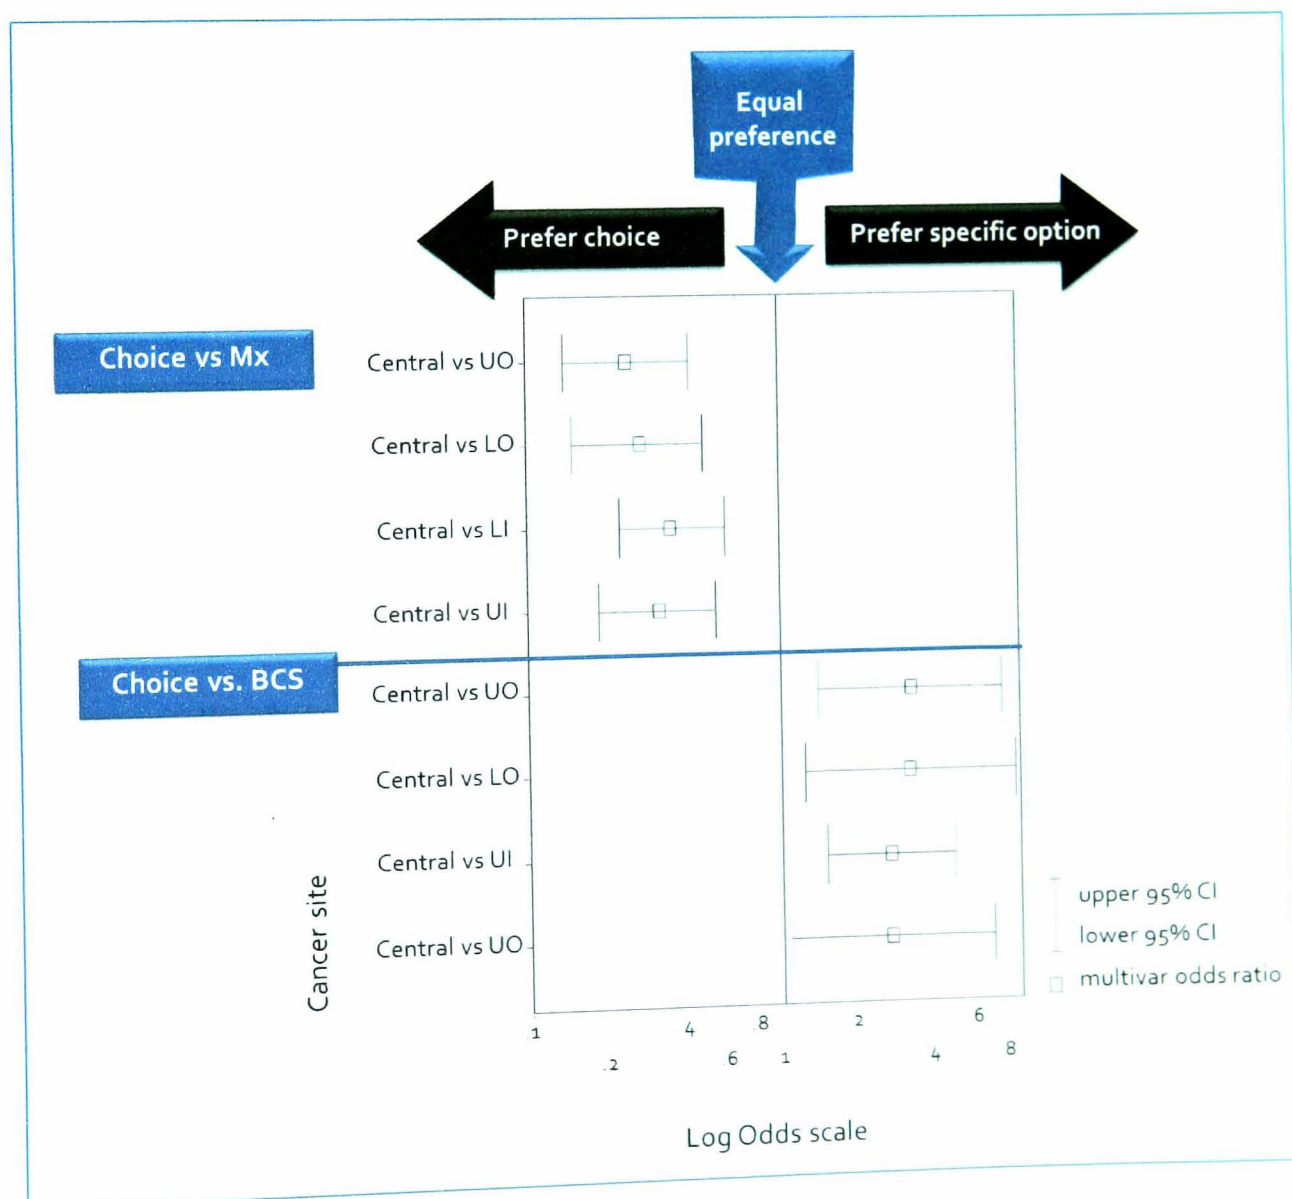 Equal
preference
Prefer choice
Prefer specific option
Choice vs Mx
Central vs UO
Central vs LO
Central vs LI
Central vs UI
Choice vs. BCS
Central vs UO
Central vs LO
Central vs UI
Central vs UO
Cancer site
upper 95% CI
lower 95% CI
multivar odds ratio
.1 4 .8 2 6
.2 .6 1 4 8
Log Odds scale